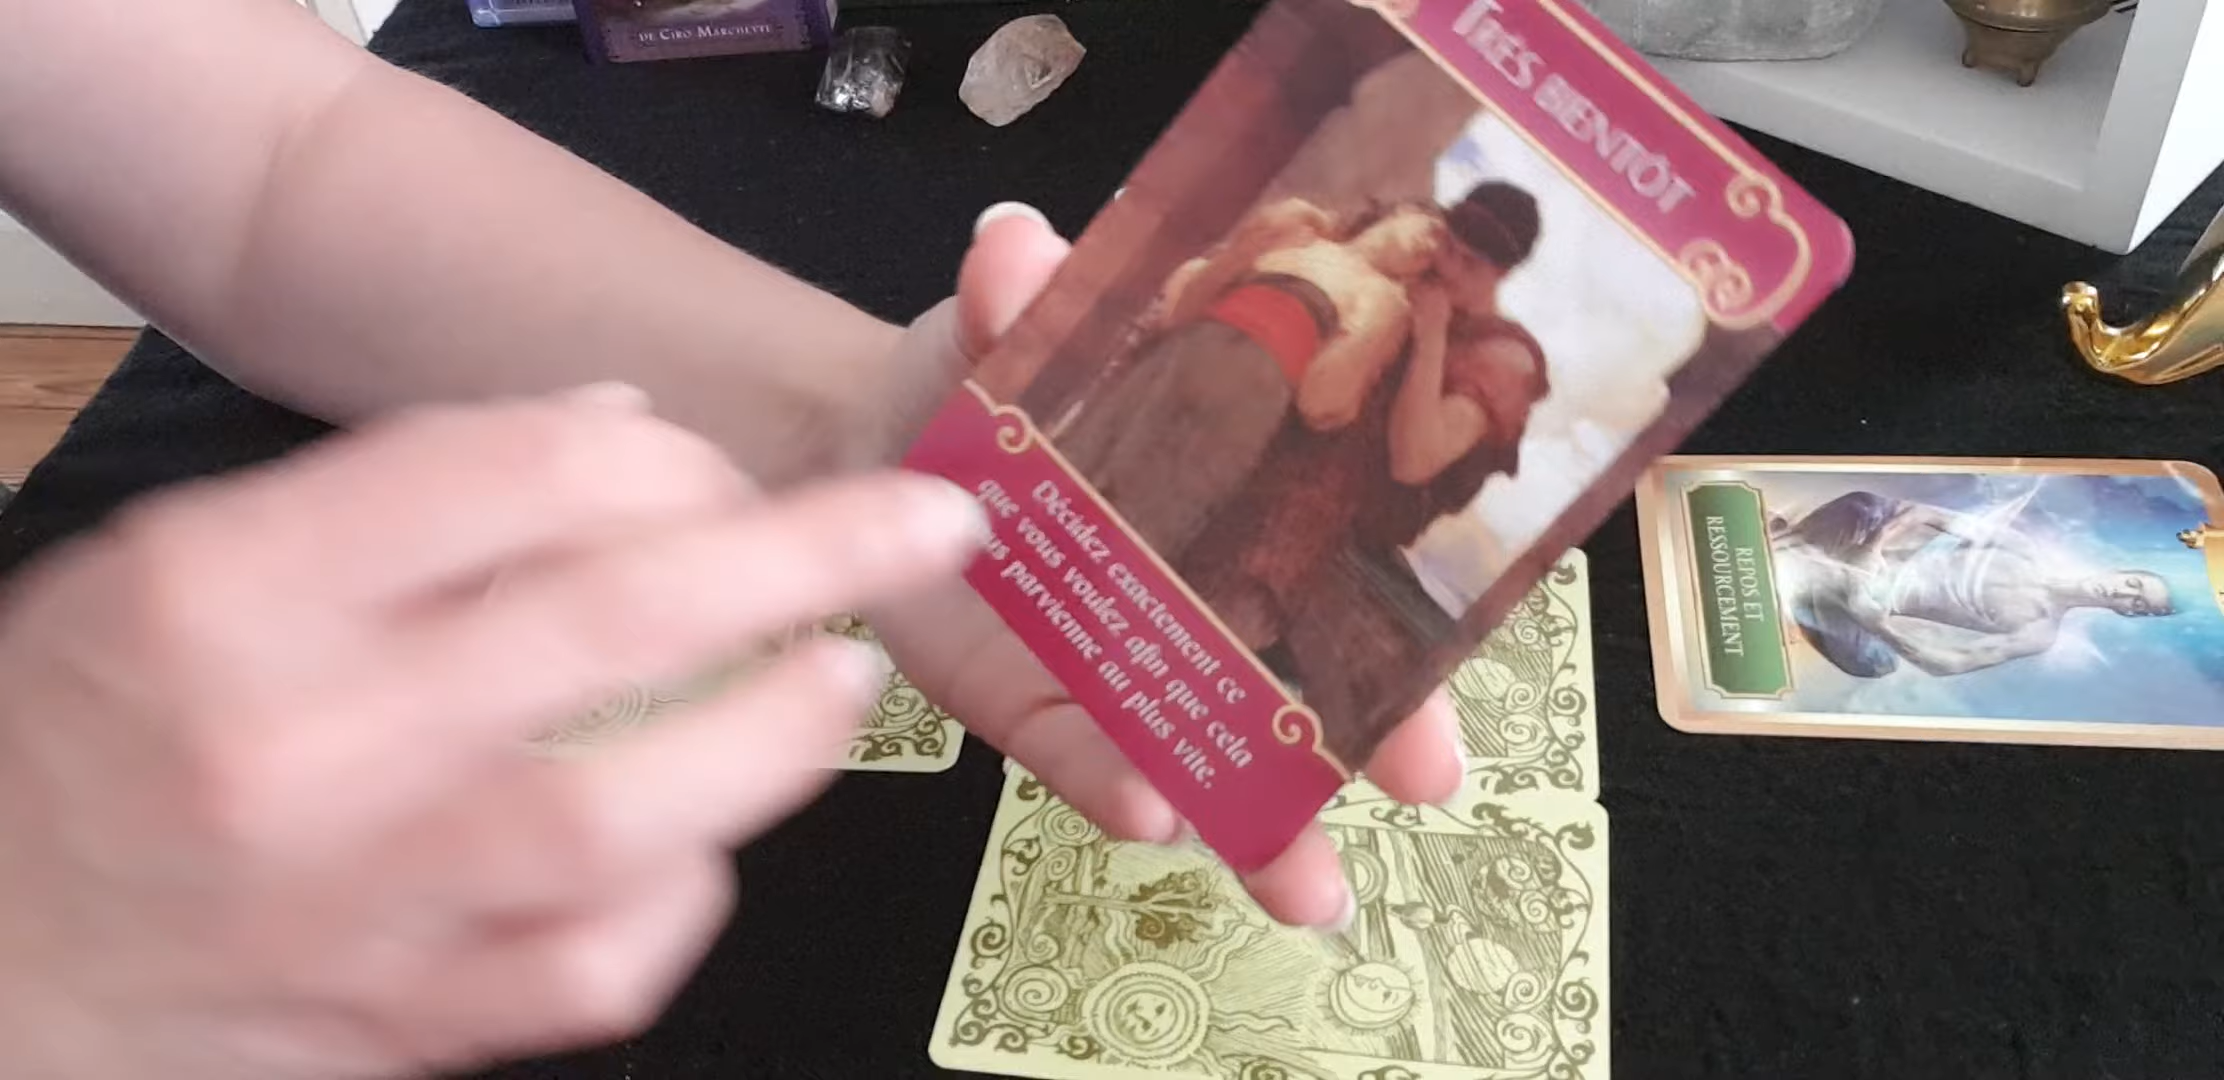 DE CIRO MARCHETTI
TRÈS BIENTÔT
Décidez exactement ce
que vous voulez afin que cela
parvienne au plus vite.
REPOS ET
RESSOURCEMENT